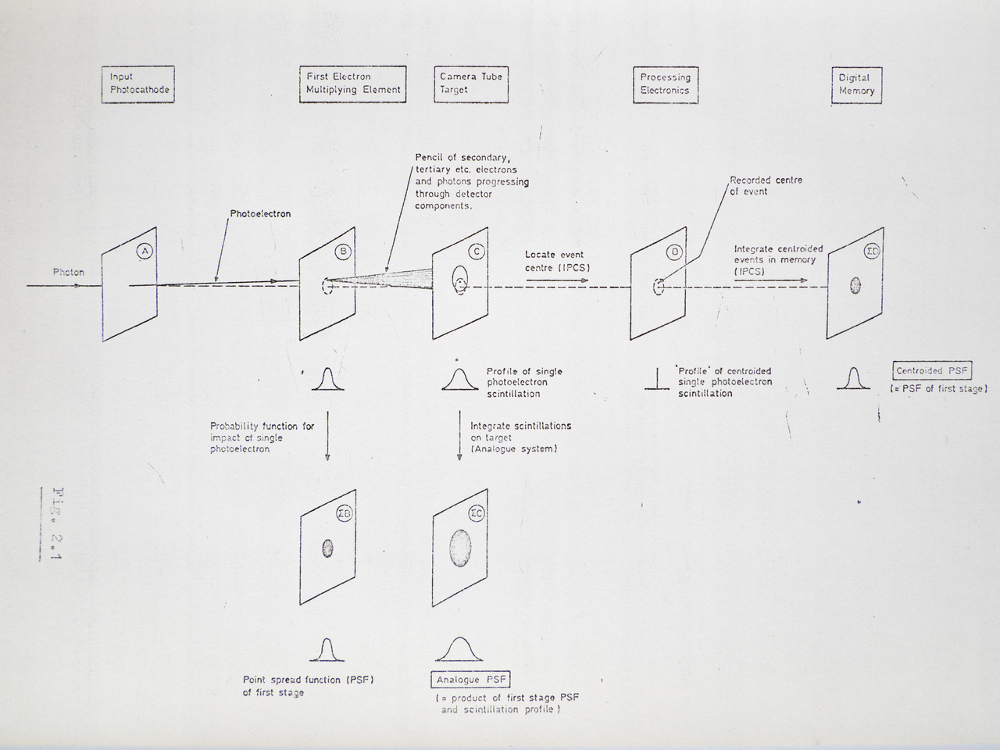 Input
Photocathode
First Electron
Multiplying Element
Camera Tube
Target
Processing
Electronics
Digital
Memory
Pencil of secondary,
tertiary etc. electrons
and photons progressing
through detector
components.
Recorded centre
of event
Photoelectron
Photon
A
B
C
D
ΣD
Locate event
centre (IPCS)
Integrate centroided
events in memory
(IPCS)
Profile of single
photoelectron
scintillation
'Profile' of centroided
single photoelectron
scintillation
Centroided PSF
(= PSF of first stage)
Probability function for
impact of single
photoelectron
Integrate scintillations
on target
(Analogue system)
ΣB
ΣC
Fig. 2.1
Point spread function (PSF)
of first stage
Analogue PSF
(= product of first stage PSF
and scintillation profile)